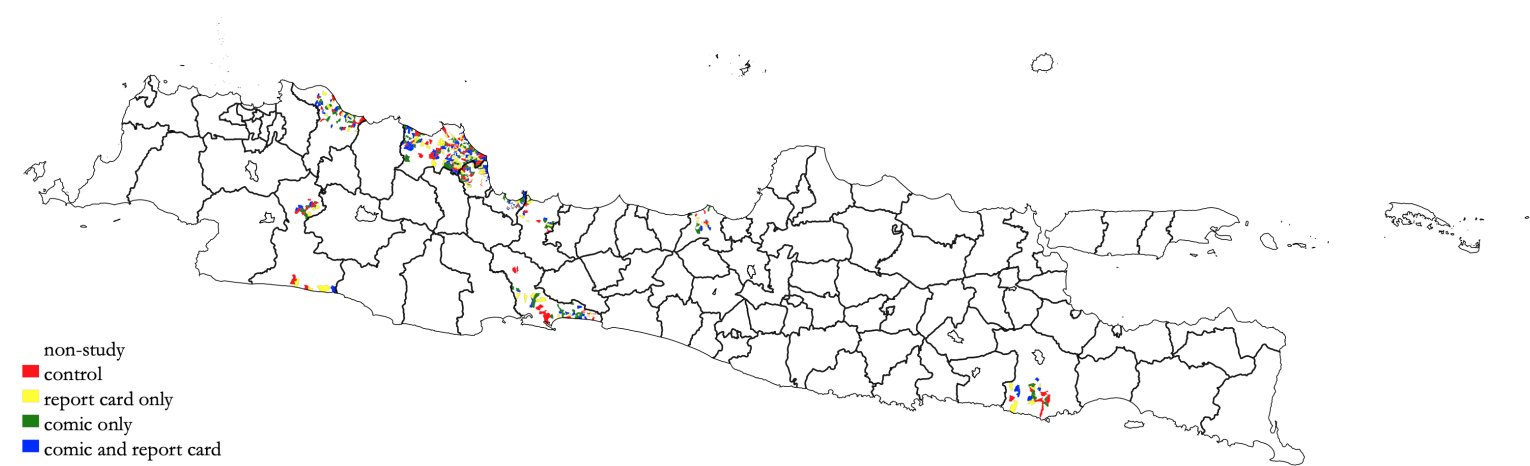 non-study
control
report card only
comic only
comic and report card